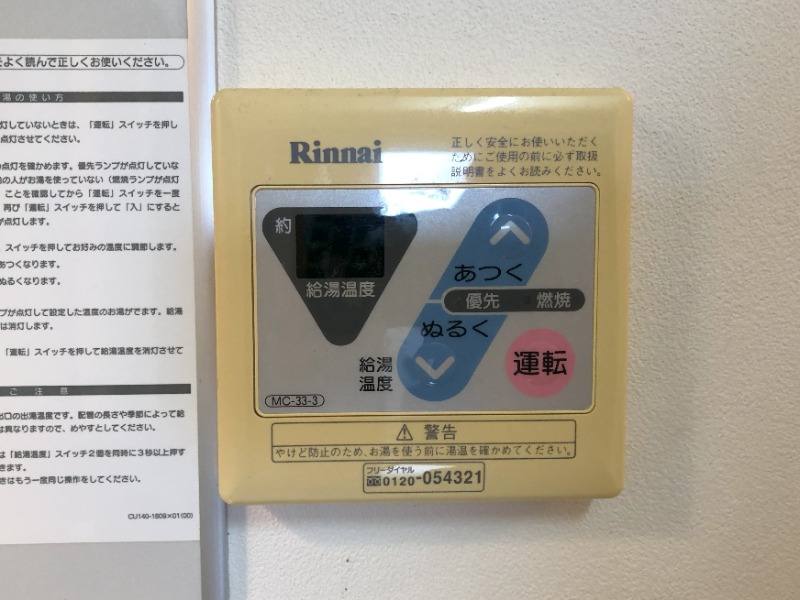 をよく読んで正しくお使いください。
湯の使い方
灯していないときは、「運転」スイッチを押し
点灯させてください。
の点灯を確かめます。優先ランプが点灯していな
の人がお湯を使っていない（燃焼ランプが点灯
ことを確認してから「運転」スイッチを一度
再び「運転」スイッチを押して「入」にすると
が点灯します。
スイッチを押してお好みの温度に調節します。
あつくなります。
ぬるくなります。
プが点灯して設定した温度のお湯がでます。給湯
は消灯します。
「運転」スイッチを押して給湯温度を消灯させて
ご注意
出口の出湯温度です。配管の長さや季節によって給
は異なりますので、めやすとしてください。
は「給湯温度」スイッチ2個を同時に3秒以上押す
きます。
きはもう一度同じ操作をしてください。
CU140-1609×01(00)
Rinnai
正しく安全にお使いいただく
ためにご使用の前に必ず取扱
説明書をよくお読みください。
約
給湯温度
あつく
優先 燃焼
ぬるく
給湯
温度
運転
MC-33-3
⚠ 警告
やけど防止のため、お湯を使う前に湯温を確かめてください。
フリーダイヤル
0120-054321